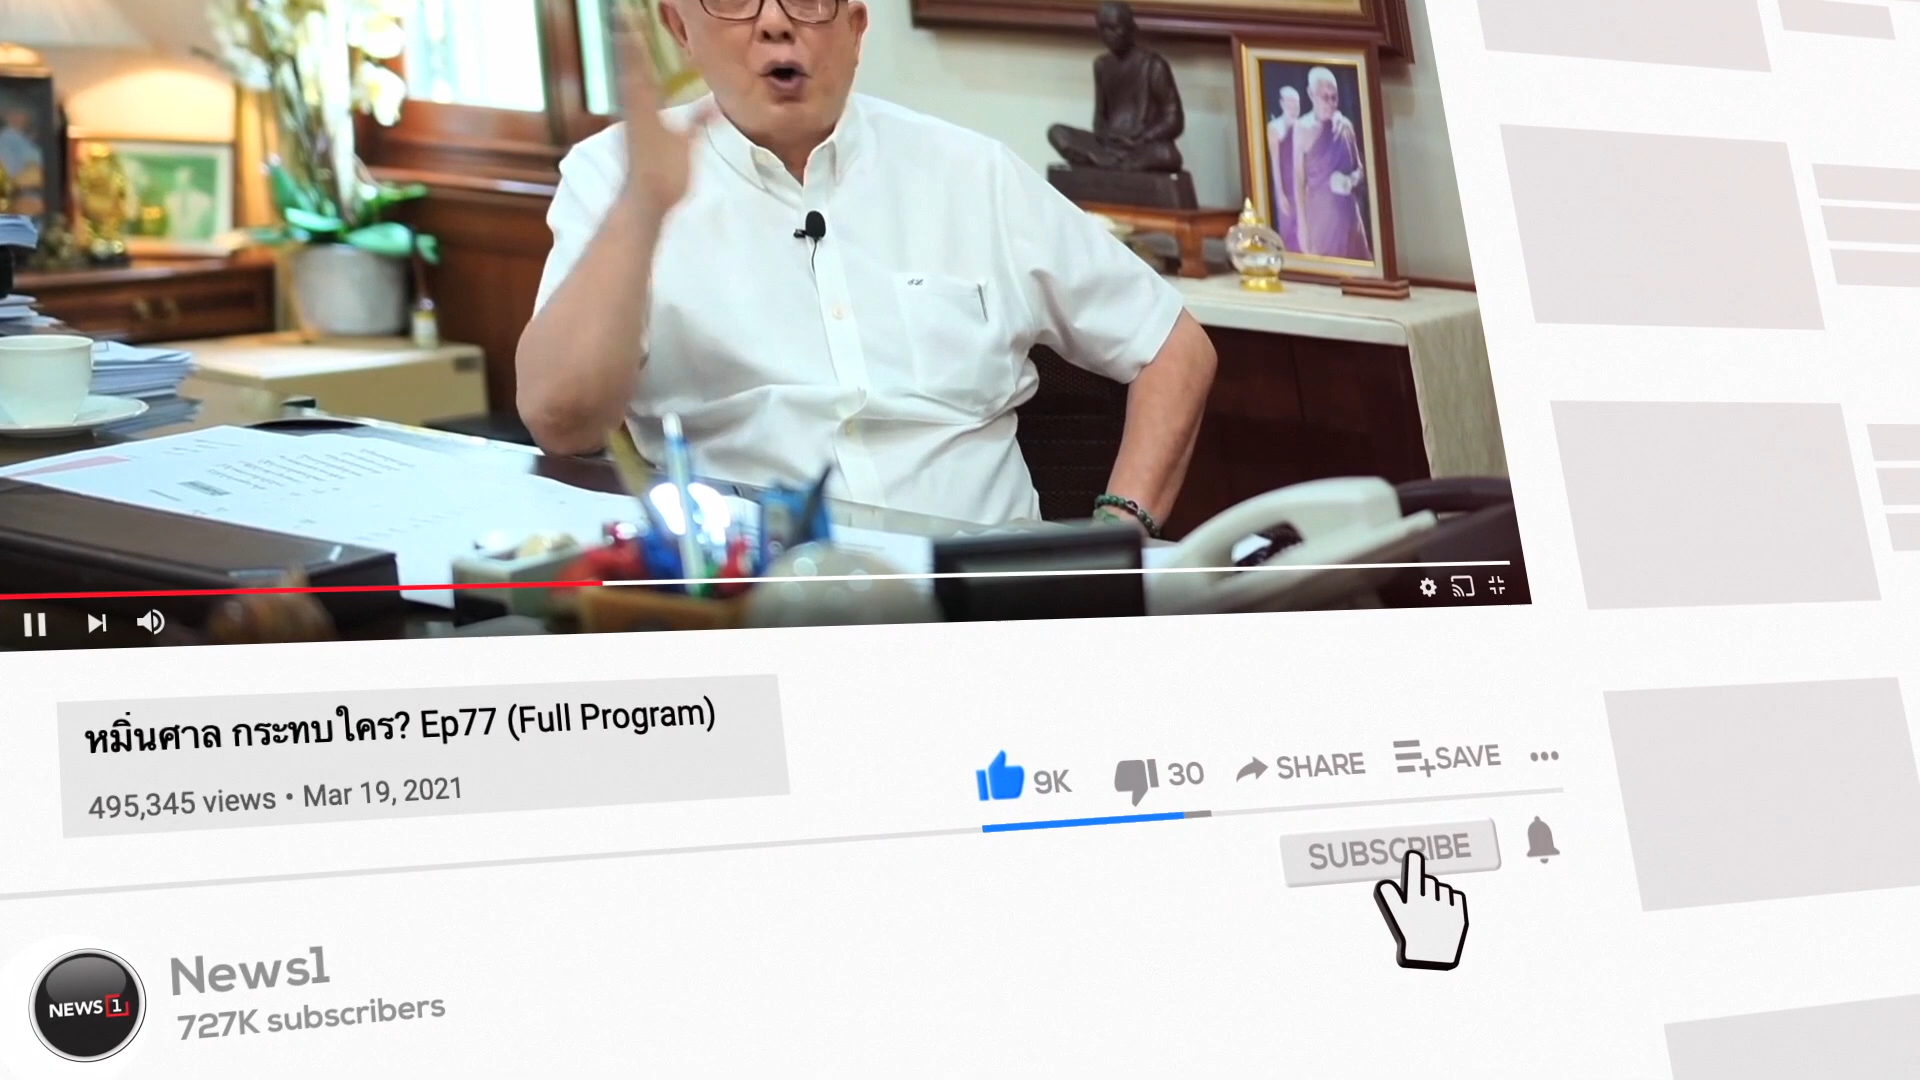 หมิ่นศาล กระทบใคร? Ep77 (Full Program)
495,345 views • Mar 19, 2021
9K
30
SHARE
SAVE
SUBSCRIBE
NEWS 1
News1
727K subscribers